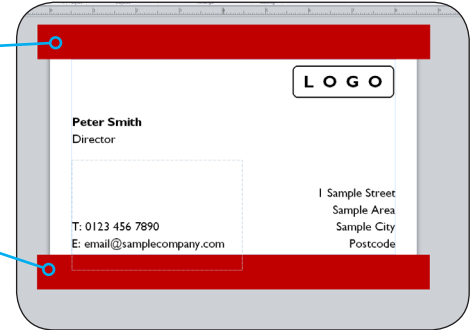 LOGO
Peter Smith
Director
1 Sample Street
Sample Area
T: 0123 456 7890
Sample City
E: email@samplecompany.com
Postcode